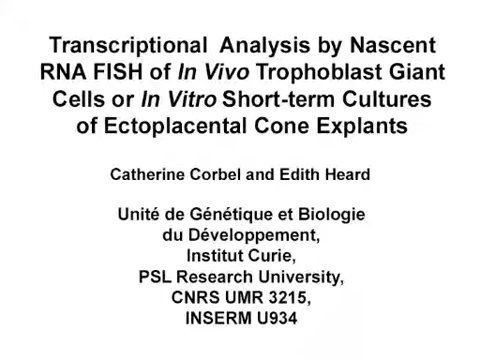 Transcriptional Analysis by Nascent
RNA FISH of In Vivo Trophoblast Giant
Cells or In Vitro Short-term Cultures
of Ectoplacental Cone Explants
Catherine Corbel and Edith Heard
Unité de Génétique et Biologie
du Développement,
Institut Curie,
PSL Research University,
CNRS UMR 3215,
INSERM U934